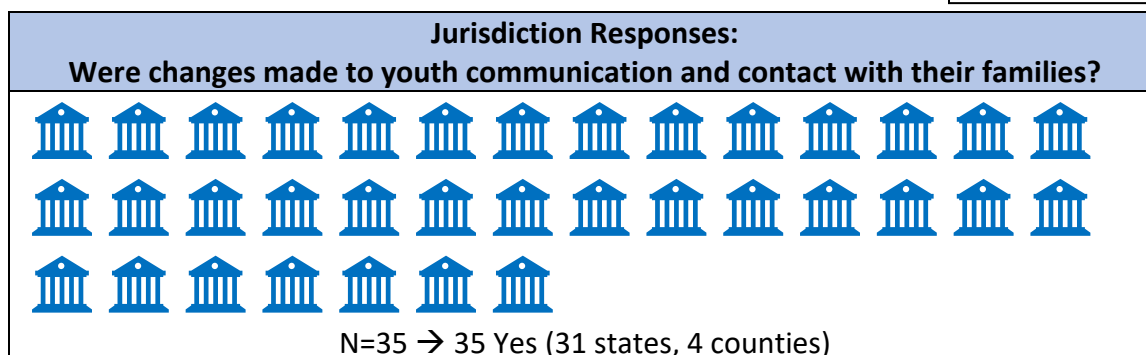 Jurisdiction Responses:
Were changes made to youth communication and contact with their families?
N=35 → 35 Yes (31 states, 4 counties)